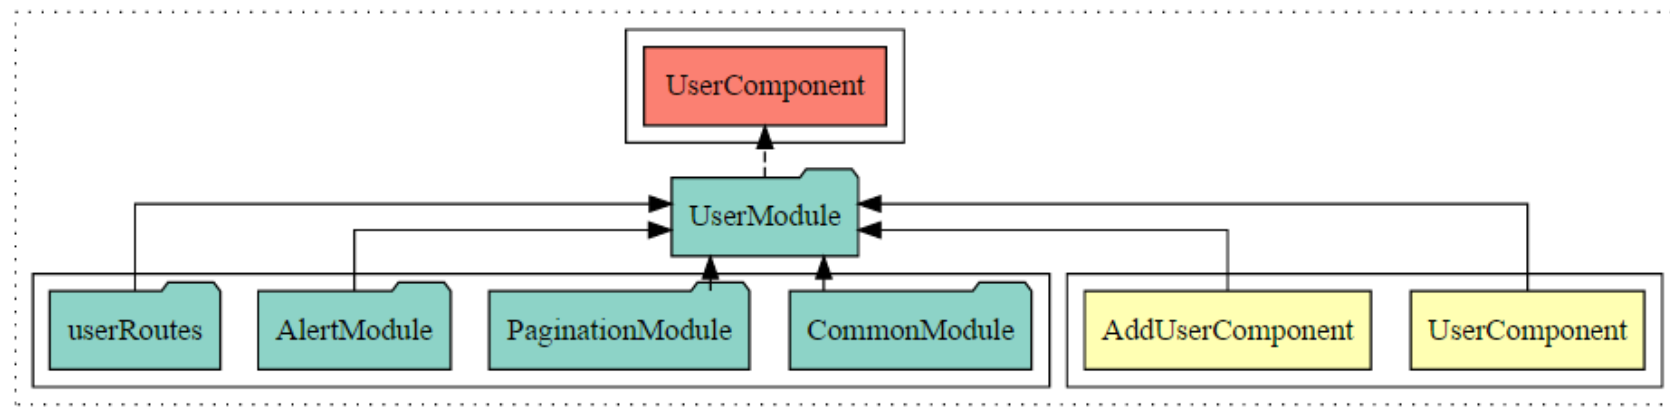 UserComponent
UserModule
userRoutes
AlertModule
PaginationModule
CommonModule
AddUserComponent
UserComponent